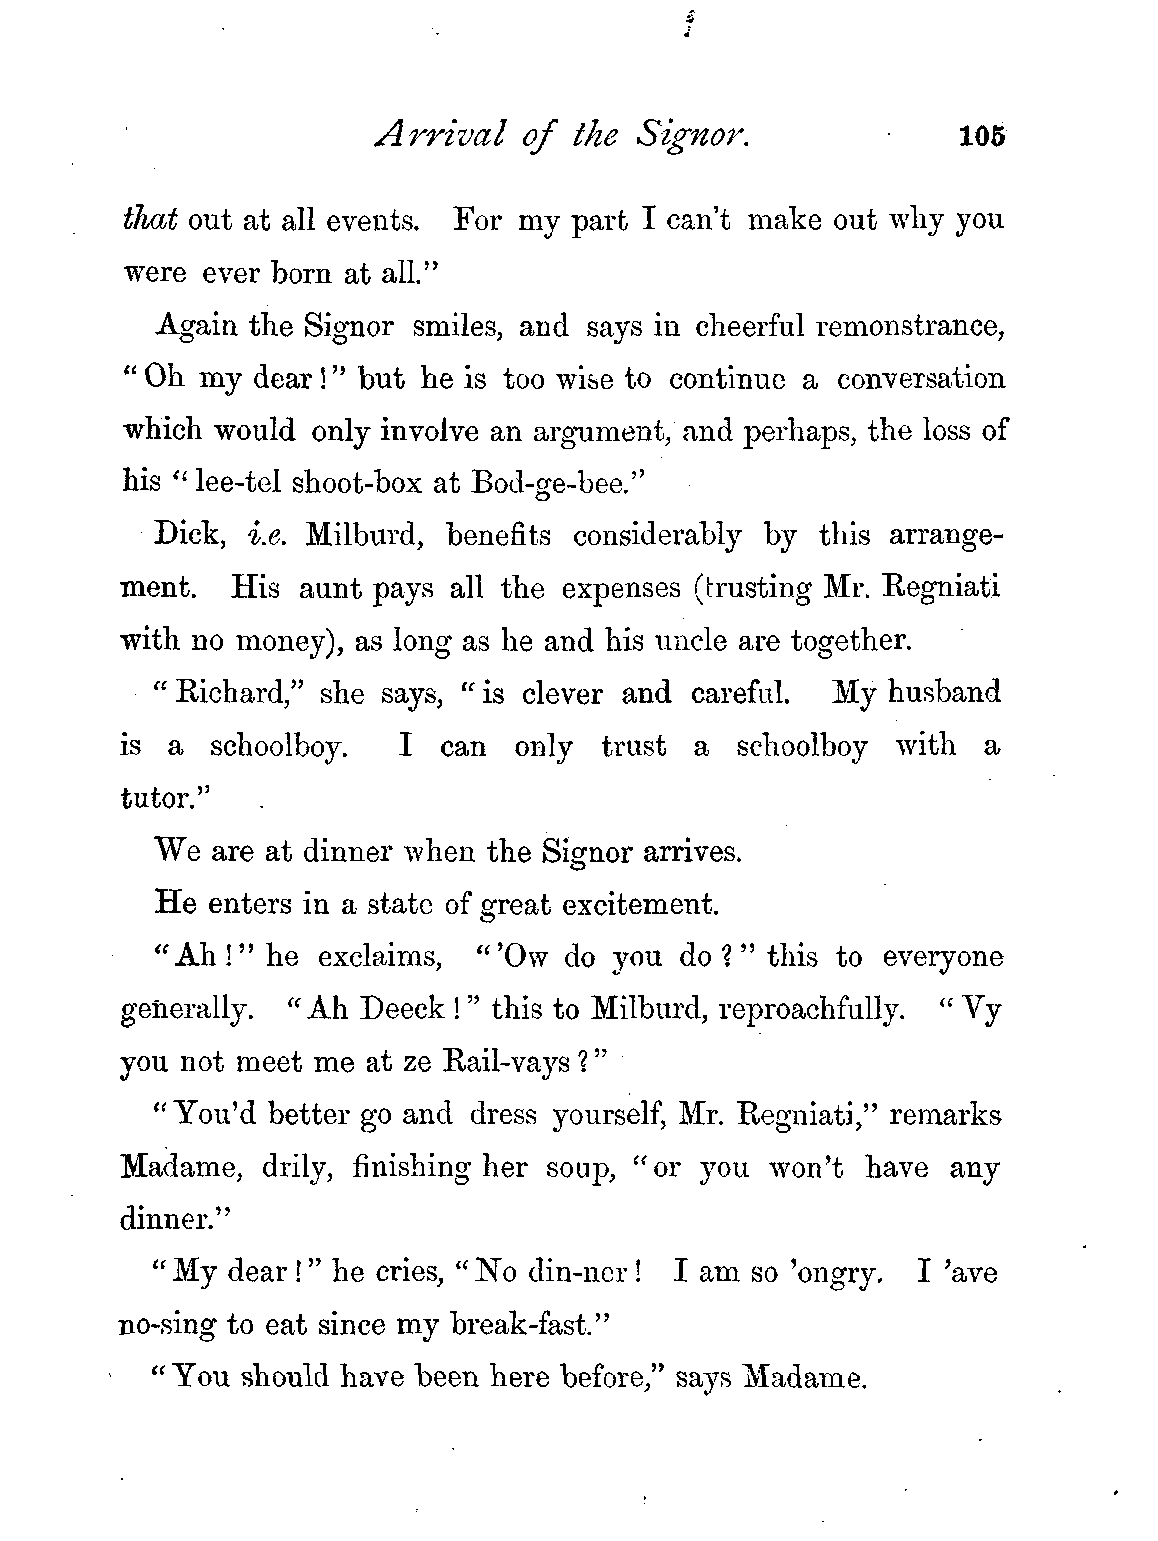 Arrival of the Signor. 105
that out at all events. For my part I can't make out why you
were ever born at all."
Again the Signor smiles, and says in cheerful remonstrance,
"Oh my dear!" but he is too wise to continue a conversation
which would only involve an argument, and perhaps, the loss of
his "lee-tel shoot-box at Bod-ge-bee."
Dick, i.e. Milburd, benefits considerably by this arrange-
ment. His aunt pays all the expenses (trusting Mr. Regniati
with no money), as long as he and his uncle are together.
"Richard," she says, "is clever and careful. My husband
is a schoolboy. I can only trust a schoolboy with a
tutor."
We are at dinner when the Signor arrives.
He enters in a state of great excitement.
"Ah!" he exclaims, "'Ow do you do?" this to everyone
generally. "Ah Deeck!" this to Milburd, reproachfully. "Vy
you not meet me at ze Rail-vays?"
"You'd better go and dress yourself, Mr. Regniati," remarks
Madame, drily, finishing her soup, "or you won't have any
dinner."
"My dear!" he cries, "No din-ner! I am so 'ongry. I 'ave
no-sing to eat since my break-fast."
"You should have been here before," says Madame.